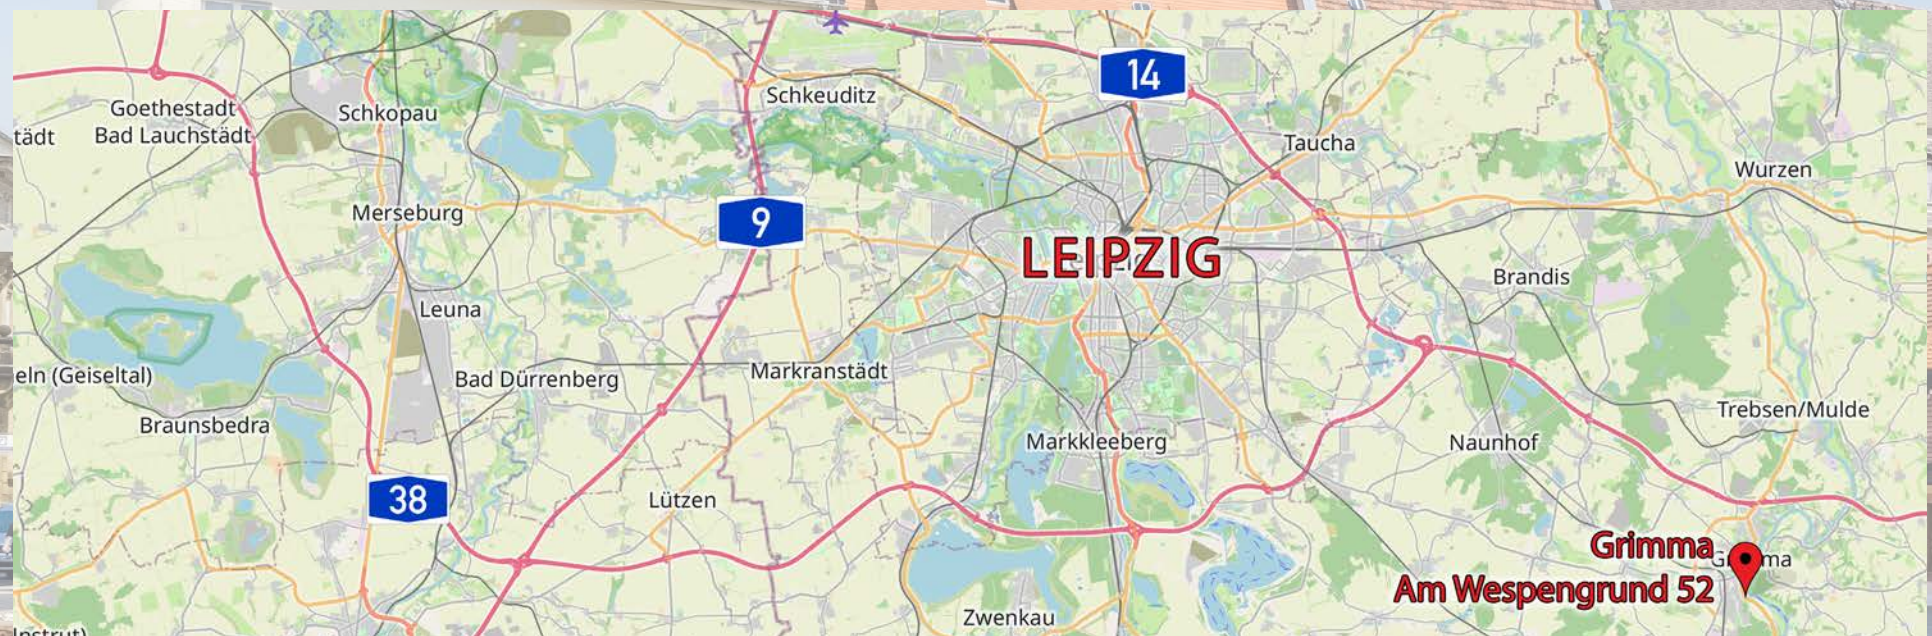 14
Schkeuditz
Goethestadt
Bad Lauchstädt
Schkopau
tädt
Taucha
Wurzen
Merseburg
9
LEIPZIG
Brandis
Leuna
eln (Geiseltal)
Bad Dürrenberg
Markranstädt
Braunsbedra
Trebsen/Mulde
Markkleeberg
Naunhof
38
Lützen
Grimma
Am Wespengrund 52
Zwenkau